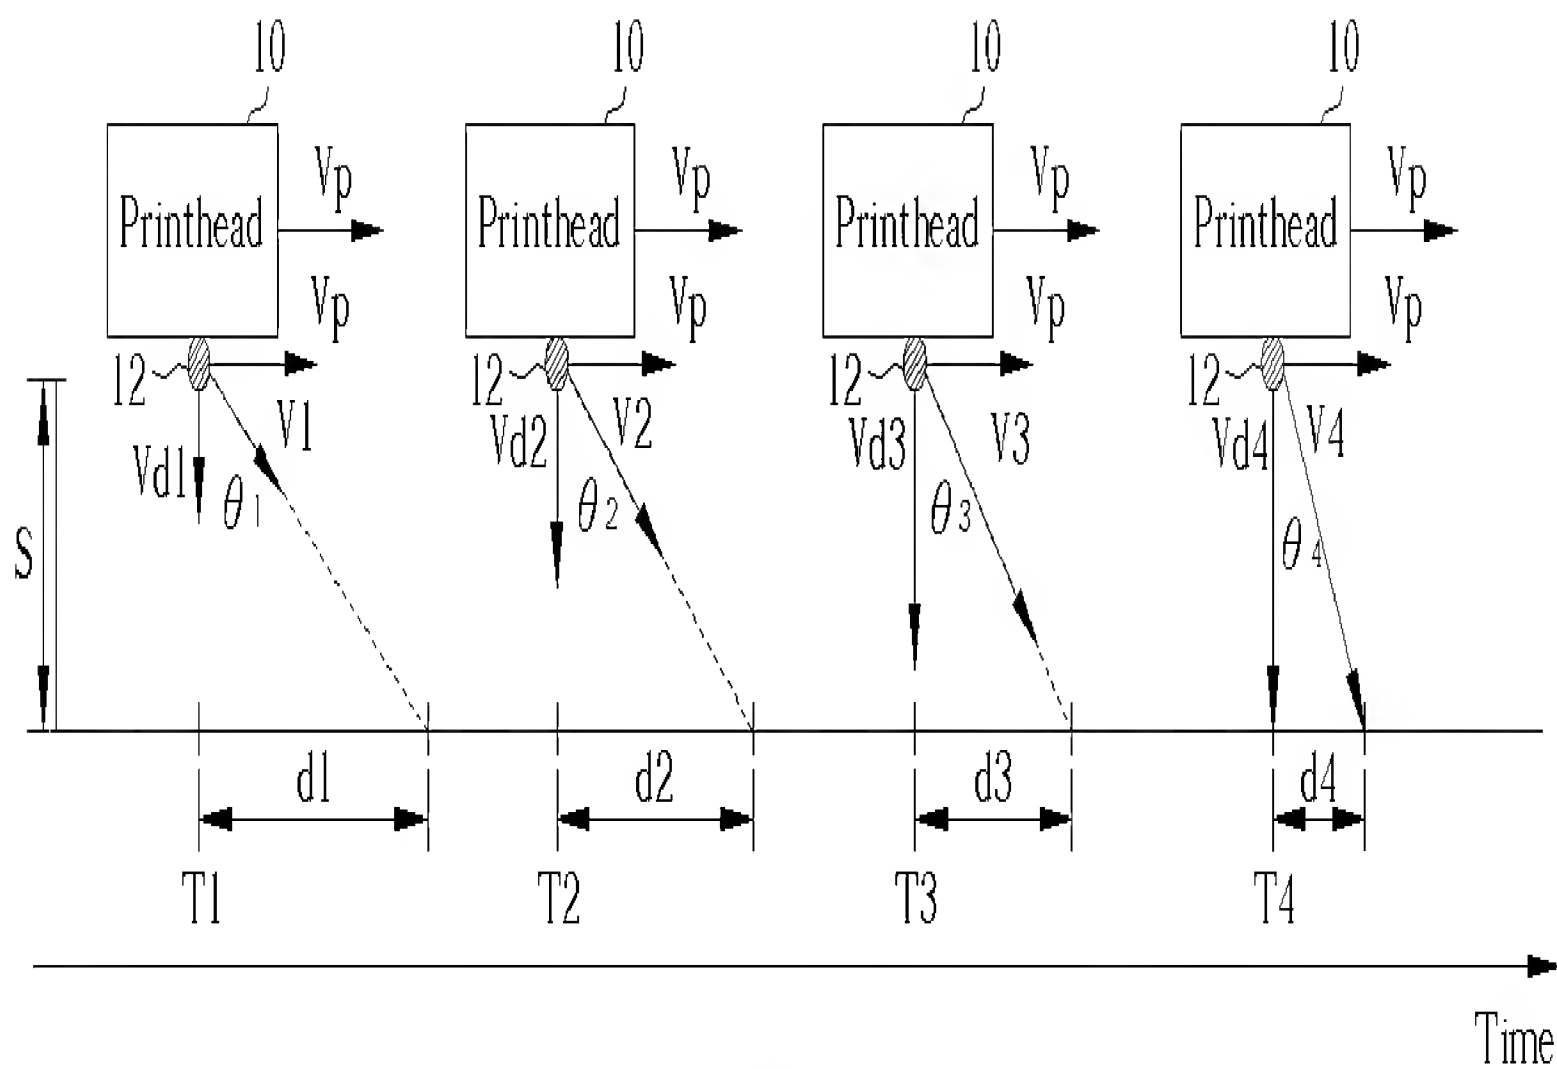 10 10 10 10
Vp Vp Vp Vp
Printhead Printhead Printhead Printhead
Vp Vp Vp Vp
12 12 12 12
V1 V2 V3 V4
Vd1 Vd2 Vd3 Vd4
θ1 θ2 θ3 θ4
S
d1 d2 d3 d4
T1 T2 T3 T4
Time